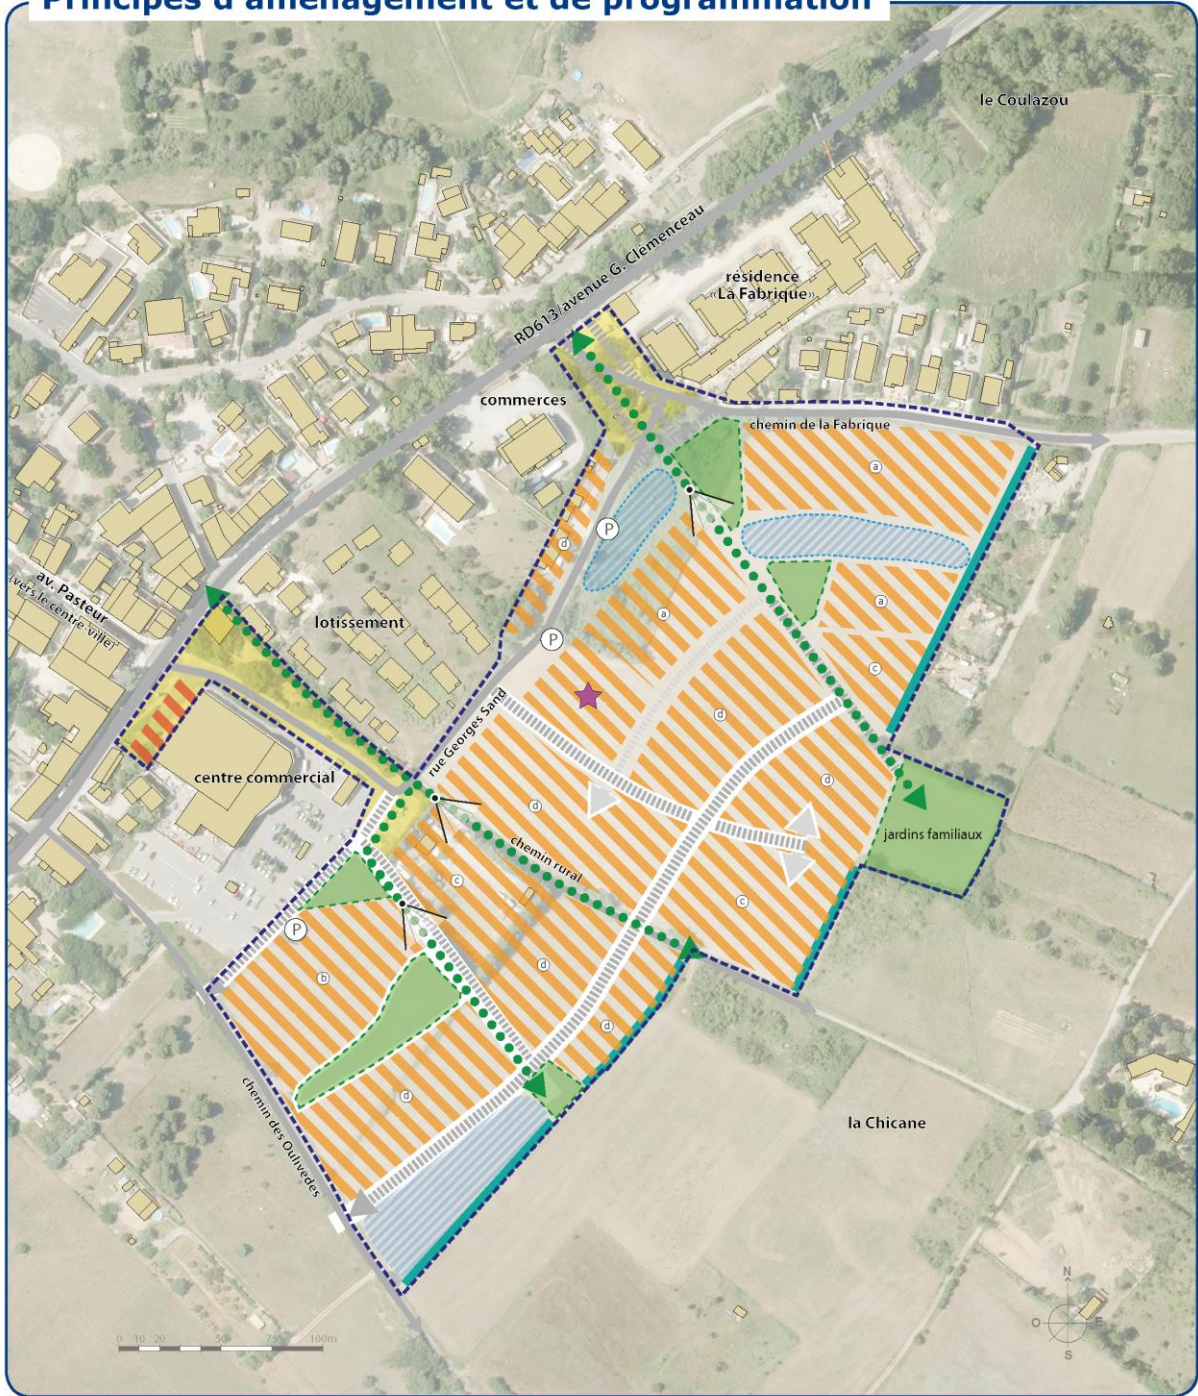 Principes d'aménagement et de programmation
le Coulazou
RD613/avenue G. Clémenceau
résidence
«La Fabrique»
commerces
chemin de la Fabrique
a
d
P
av. Pasteur
(vers le centre-ville)
lotissement
a
a
P
c
rue Georges Sand
d
centre commercial
d
d
jardins familiaux
chemin rural
c
c
P
b
d
d
d
chemin des Oulivèdes
la Chicane
N
O
E
S
0 10 20 50 75 100m